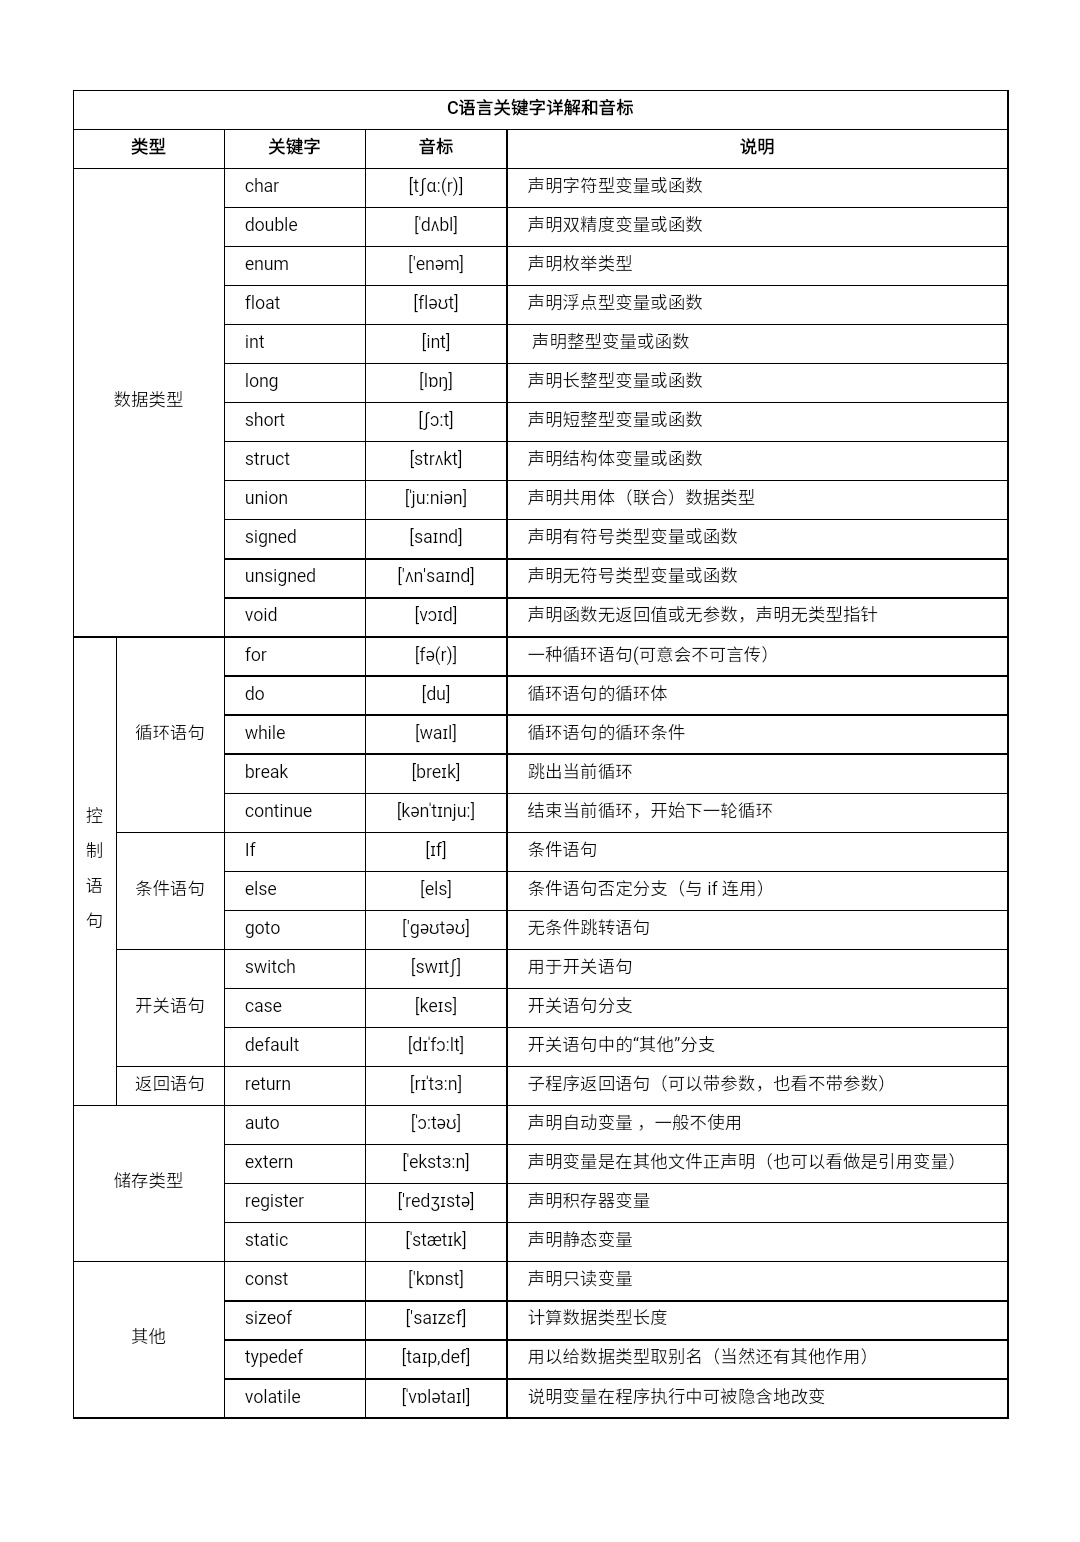 C语言关键字详解和音标
类型 关键字 音标 说明
数据类型
char [tʃɑ:(r)] 声明字符型变量或函数
double [ˈdʌbl] 声明双精度变量或函数
enum ['enəm] 声明枚举类型
float [fləʊt] 声明浮点型变量或函数
int [int] 声明整型变量或函数
long [lɒŋ] 声明长整型变量或函数
short [ʃɔ:t] 声明短整型变量或函数
struct [strʌkt] 声明结构体变量或函数
union [ˈju:niən] 声明共用体（联合）数据类型
signed [saɪnd] 声明有符号类型变量或函数
unsigned ['ʌn'saɪnd] 声明无符号类型变量或函数
void [vɔɪd] 声明函数无返回值或无参数，声明无类型指针
控
制
语
句
循环语句
for [fə(r)] 一种循环语句(可意会不可言传）
do [du] 循环语句的循环体
while [waɪl] 循环语句的循环条件
break [breɪk] 跳出当前循环
continue [kənˈtɪnju:] 结束当前循环，开始下一轮循环
条件语句
If [ɪf] 条件语句
else [els] 条件语句否定分支（与 if 连用）
goto ['gəʊtəʊ] 无条件跳转语句
开关语句
switch [swɪtʃ] 用于开关语句
case [keɪs] 开关语句分支
default [dɪˈfɔ:lt] 开关语句中的“其他”分支
返回语句
return [rɪˈtɜ:n] 子程序返回语句（可以带参数，也看不带参数）
储存类型
auto [ˈɔ:təʊ] 声明自动变量 ，一般不使用
extern [ˈekstɜ:n] 声明变量是在其他文件正声明（也可以看做是引用变量）
register ['redʒɪstə] 声明积存器变量
static [ˈstætɪk] 声明静态变量
其他
const ['kɒnst] 声明只读变量
sizeof ['saɪzɛf] 计算数据类型长度
typedef [taɪp,def] 用以给数据类型取别名（当然还有其他作用）
volatile [ˈvɒlətaɪl] 说明变量在程序执行中可被隐含地改变